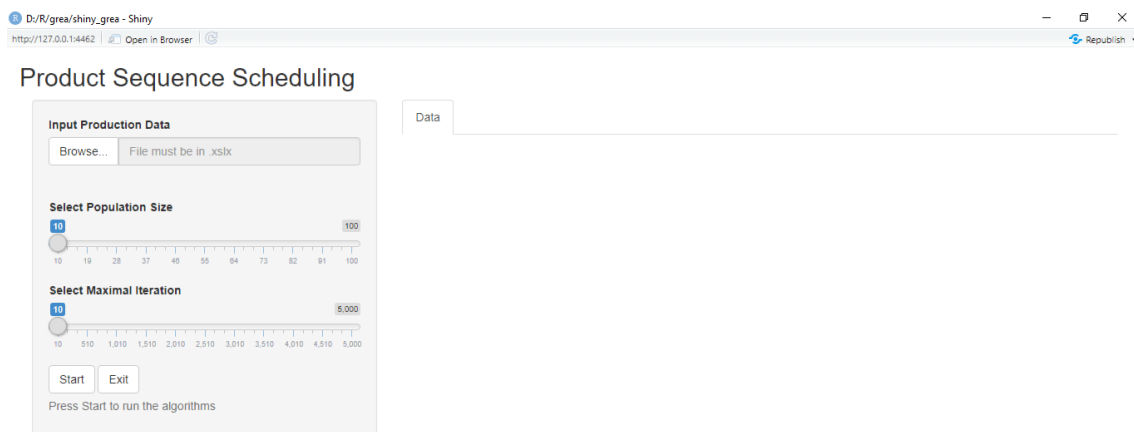 D:/R/grea/shiny_grea - Shiny
http://127.0.0.1:4462 Open in Browser Republish
Product Sequence Scheduling
Input Production Data
Browse... File must be in .xslx
Select Population Size
10 100
10 19 28 37 46 55 64 73 82 91 100
Select Maximal Iteration
10 5,000
10 510 1,010 1,510 2,010 2,510 3,010 3,510 4,010 4,510 5,000
Start Exit
Press Start to run the algorithms
Data